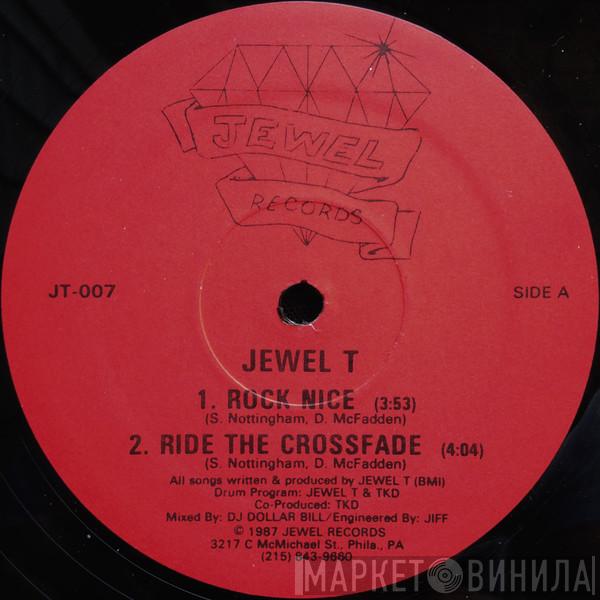 JEWEL
RECORDS
JT-007
SIDE A
JEWEL T
1. ROCK NICE (3:53)
(S. Nottingham, D. McFadden)
2. RIDE THE CROSSFADE (4:04)
(S. Nottingham, D. McFadden)
All songs written & produced by JEWEL T (BMI)
Drum Program: JEWEL T & TKD
Co-Produced: TKD
Mixed By: DJ DOLLAR BILL/Engineered By: JIFF
© 1987 JEWEL RECORDS
3217 C McMichael St., Phila., PA
(215) 843-9660
МАРКЕТ ВИНИЛА